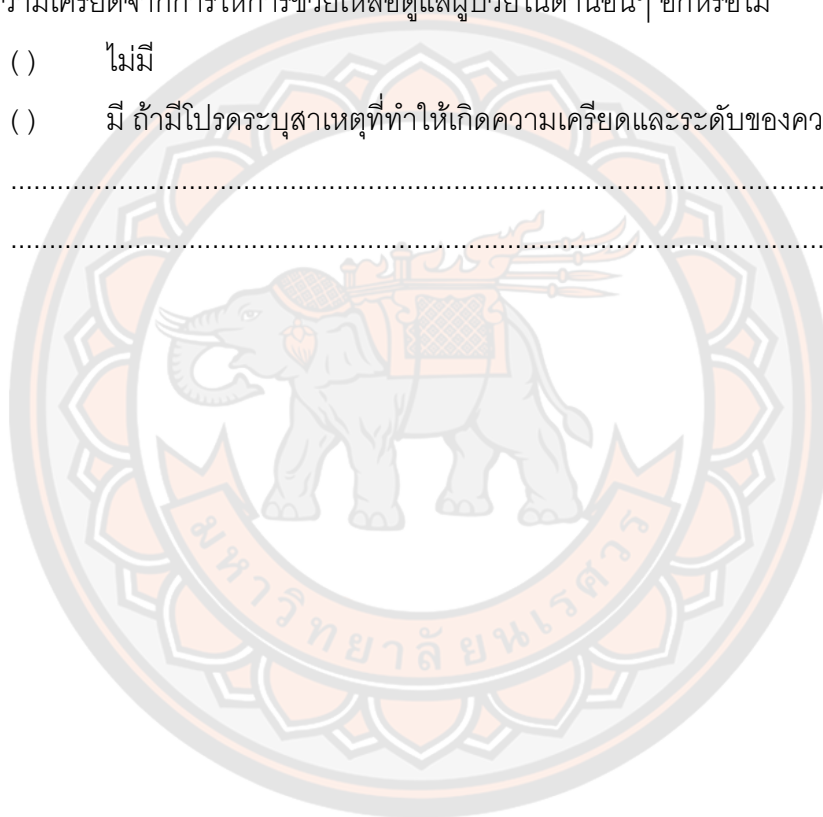 วามเครียดจากการให้การช่วยเหลือดูแลผู้ป่วยในด้านอื่นๆ อีกหรือไม่
( ) ไม่มี
( ) มี ถ้ามีโปรดระบุสาเหตุที่ทำให้เกิดความเครียดและระดับของคว
มหาวิทยาลัยนเรศวร